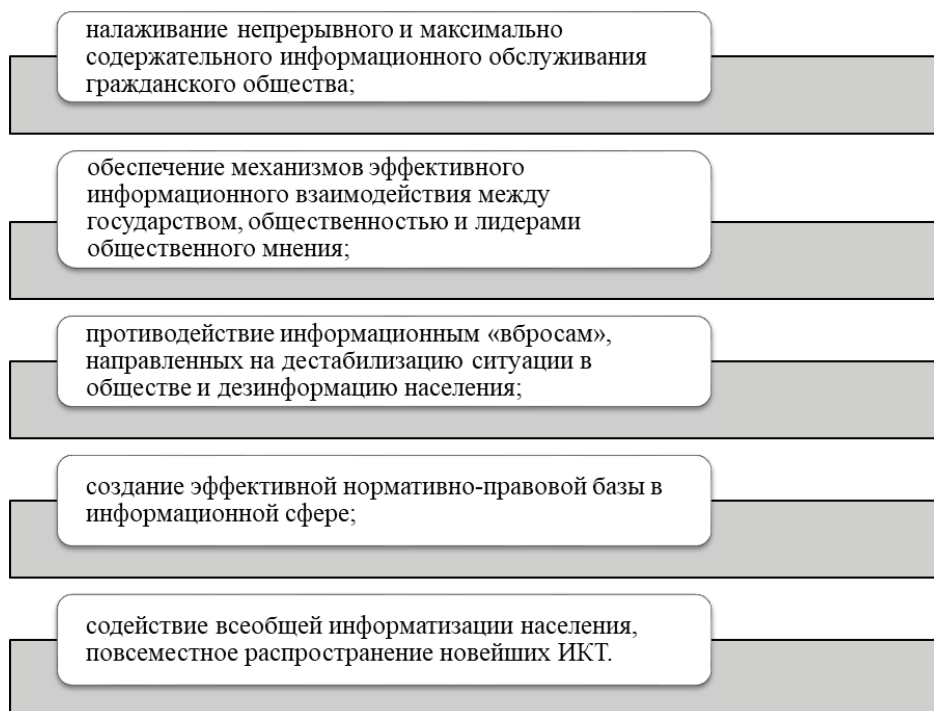 налаживание непрерывного и максимально
содержательного информационного обслуживания
гражданского общества;
обеспечение механизмов эффективного
информационного взаимодействия между
государством, общественностью и лидерами
общественного мнения;
противодействие информационным «вбросам»,
направленных на дестабилизацию ситуации в
обществе и дезинформацию населения;
создание эффективной нормативно-правовой базы в
информационной сфере;
содействие всеобщей информатизации населения,
повсеместное распространение новейших ИКТ.